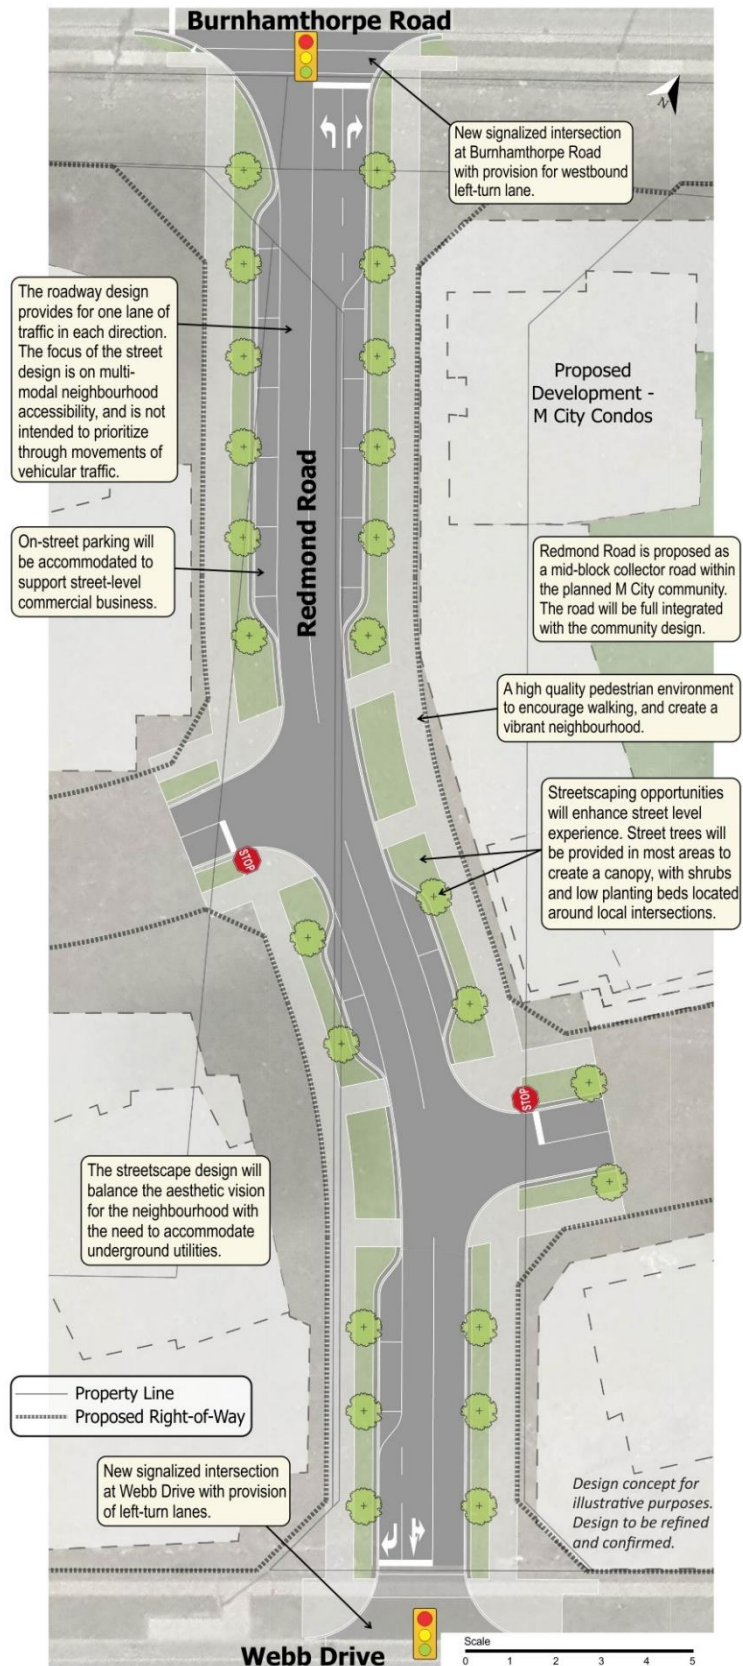 Burnhamthorpe Road
N
New signalized intersection
at Burnhamthorpe Road
with provision for westbound
left-turn lane.
The roadway design
provides for one lane of
traffic in each direction.
The focus of the street
design is on multi-
modal neighbourhood
accessibility, and is not
intended to prioritize
through movements of
vehicular traffic.
Proposed
Development -
M City Condos
Redmond Road
On-street parking will
be accommodated to
support street-level
commercial business.
Redmond Road is proposed as
a mid-block collector road within
the planned M City community.
The road will be full integrated
with the community design.
A high quality pedestrian environment
to encourage walking, and create a
vibrant neighbourhood.
Streetscaping opportunities
will enhance street level
experience. Street trees will
be provided in most areas to
create a canopy, with shrubs
and low planting beds located
around local intersections.
STOP
STOP
The streetscape design will
balance the aesthetic vision
for the neighbourhood with
the need to accommodate
underground utilities.
Property Line
Proposed Right-of-Way
New signalized intersection
at Webb Drive with provision
of left-turn lanes.
Design concept for
illustrative purposes.
Design to be refined
and confirmed.
Webb Drive
Scale
0 1 2 3 4 5